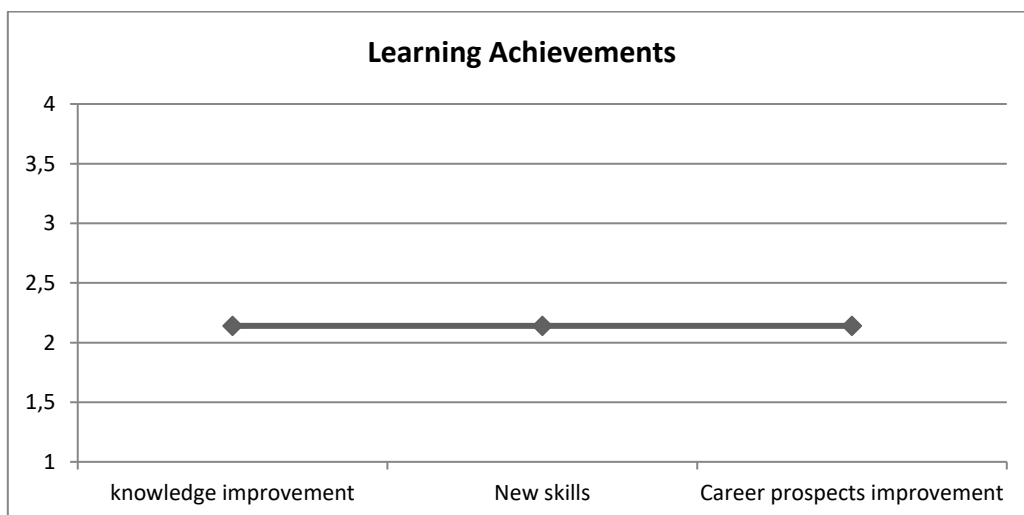 Learning Achievements
4
3,5
3
2,5
2
1,5
1
knowledge improvement
New skills
Career prospects improvement